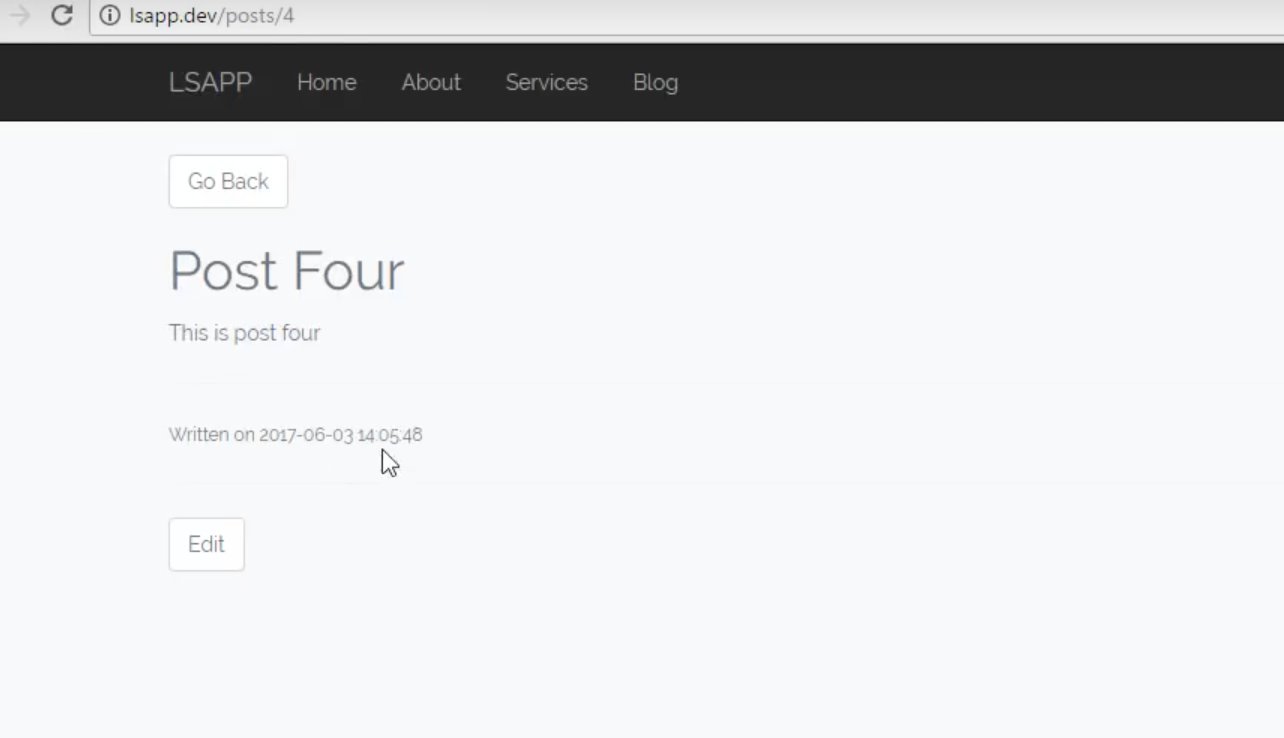 lsapp.dev/posts/4
LSAPP Home About Services Blog
Go Back
Post Four
This is post four
Written on 2017-06-03 14:05:48
Edit